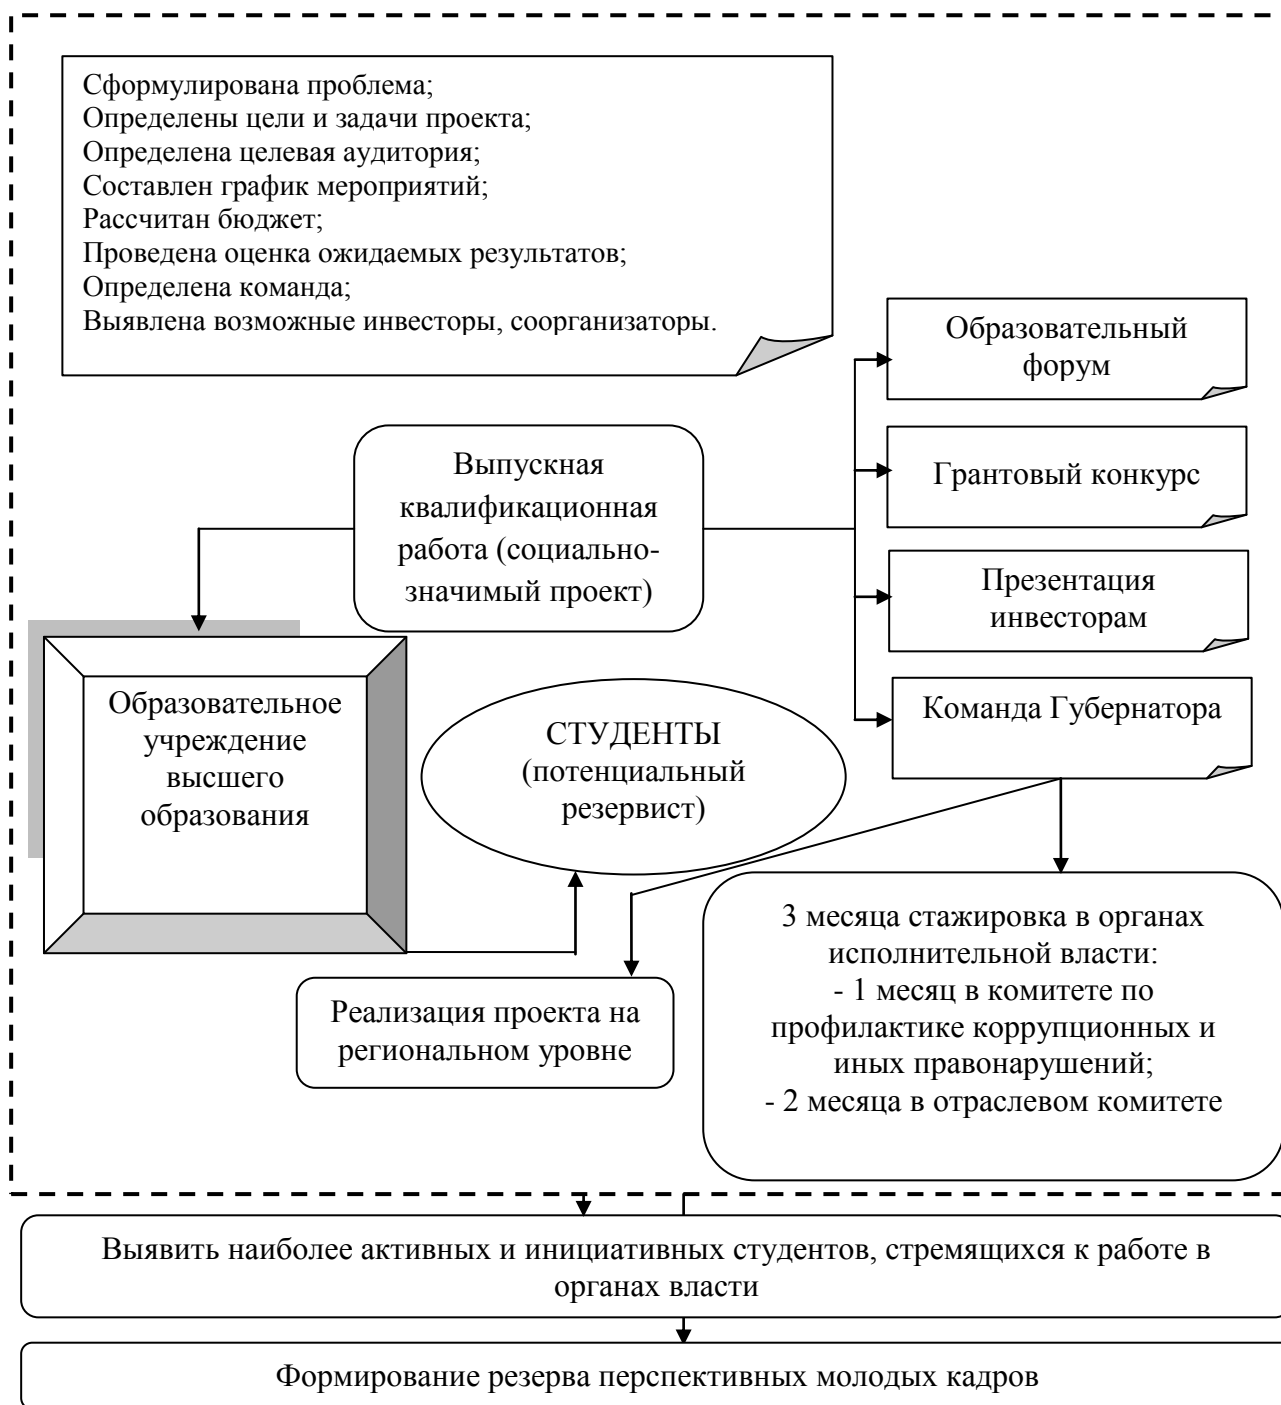 Сформулирована проблема;
Определены цели и задачи проекта;
Определена целевая аудитория;
Составлен график мероприятий;
Рассчитан бюджет;
Проведена оценка ожидаемых результатов;
Определена команда;
Выявлена возможные инвесторы, соорганизаторы.
Образовательный
форум
Выпускная
квалификационная
работа (социально-
значимый проект)
Грантовый конкурс
Презентация
инвесторам
Образовательное
учреждение
высшего
образования
СТУДЕНТЫ
(потенциальный
резервист)
Команда Губернатора
3 месяца стажировка в органах
исполнительной власти:
- 1 месяц в комитете по
профилактике коррупционных и
иных правонарушений;
- 2 месяца в отраслевом комитете
Реализация проекта на
региональном уровне
Выявить наиболее активных и инициативных студентов, стремящихся к работе в
органах власти
Формирование резерва перспективных молодых кадров